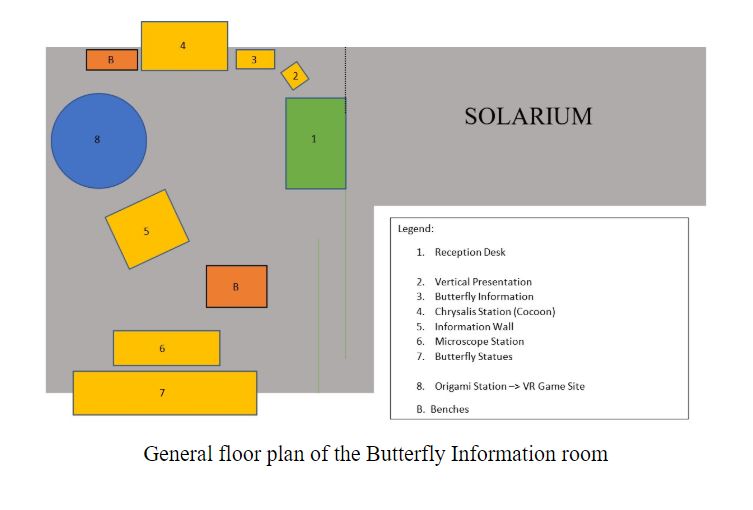 B
4
3
2
8
1
SOLARIUM
5
B
6
7
Legend:
1. Reception Desk
2. Vertical Presentation
3. Butterfly Information
4. Chrysalis Station (Cocoon)
5. Information Wall
6. Microscope Station
7. Butterfly Statues
8. Origami Station –> VR Game Site
B. Benches
General floor plan of the Butterfly Information room